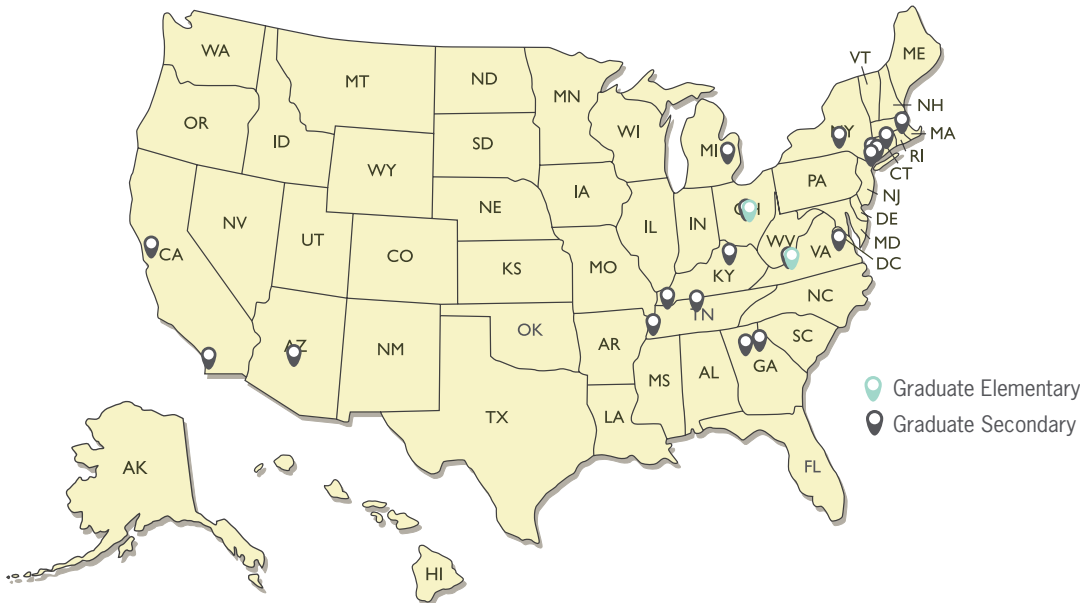 WA
MT
ND
MN
VT
ME
NH
OR
ID
SD
WI
MI
NY
MA
RI
CT
WY
IA
PA
NJ
NE
NV
UT
CO
IL
IN
OH
DE
MD
DC
WV
VA
CA
KS
MO
KY
NC
AZ
NM
OK
TN
AR
SC
MS
AL
GA
TX
LA
FL
Graduate Elementary
Graduate Secondary
AK
HI